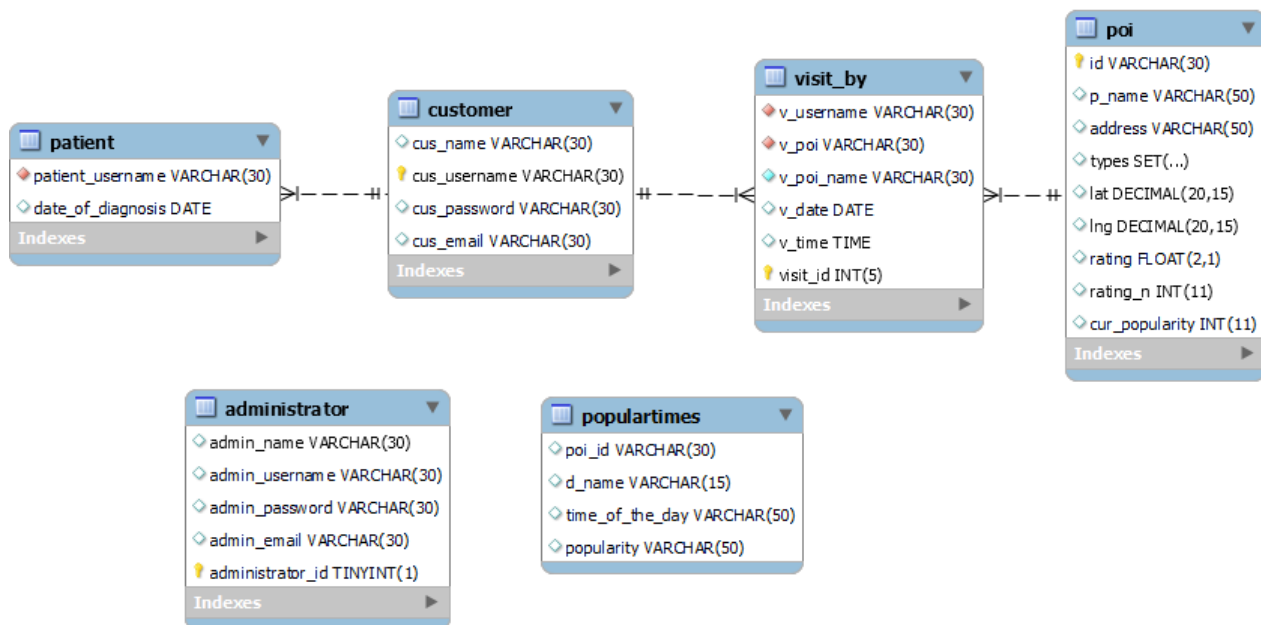 patient
patient_username VARCHAR(30)
date_of_diagnosis DATE
Indexes
customer
cus_name VARCHAR(30)
cus_username VARCHAR(30)
cus_password VARCHAR(30)
cus_email VARCHAR(30)
Indexes
visit_by
v_username VARCHAR(30)
v_poi VARCHAR(30)
v_poi_name VARCHAR(30)
v_date DATE
v_time TIME
visit_id INT(5)
Indexes
poi
id VARCHAR(30)
p_name VARCHAR(50)
address VARCHAR(50)
types SET(...)
lat DECIMAL(20,15)
lng DECIMAL(20,15)
rating FLOAT(2,1)
rating_n INT(11)
cur_popularity INT(11)
Indexes
administrator
admin_name VARCHAR(30)
admin_username VARCHAR(30)
admin_password VARCHAR(30)
admin_email VARCHAR(30)
administrator_id TINYINT(1)
Indexes
populartimes
poi_id VARCHAR(30)
d_name VARCHAR(15)
time_of_the_day VARCHAR(50)
popularity VARCHAR(50)